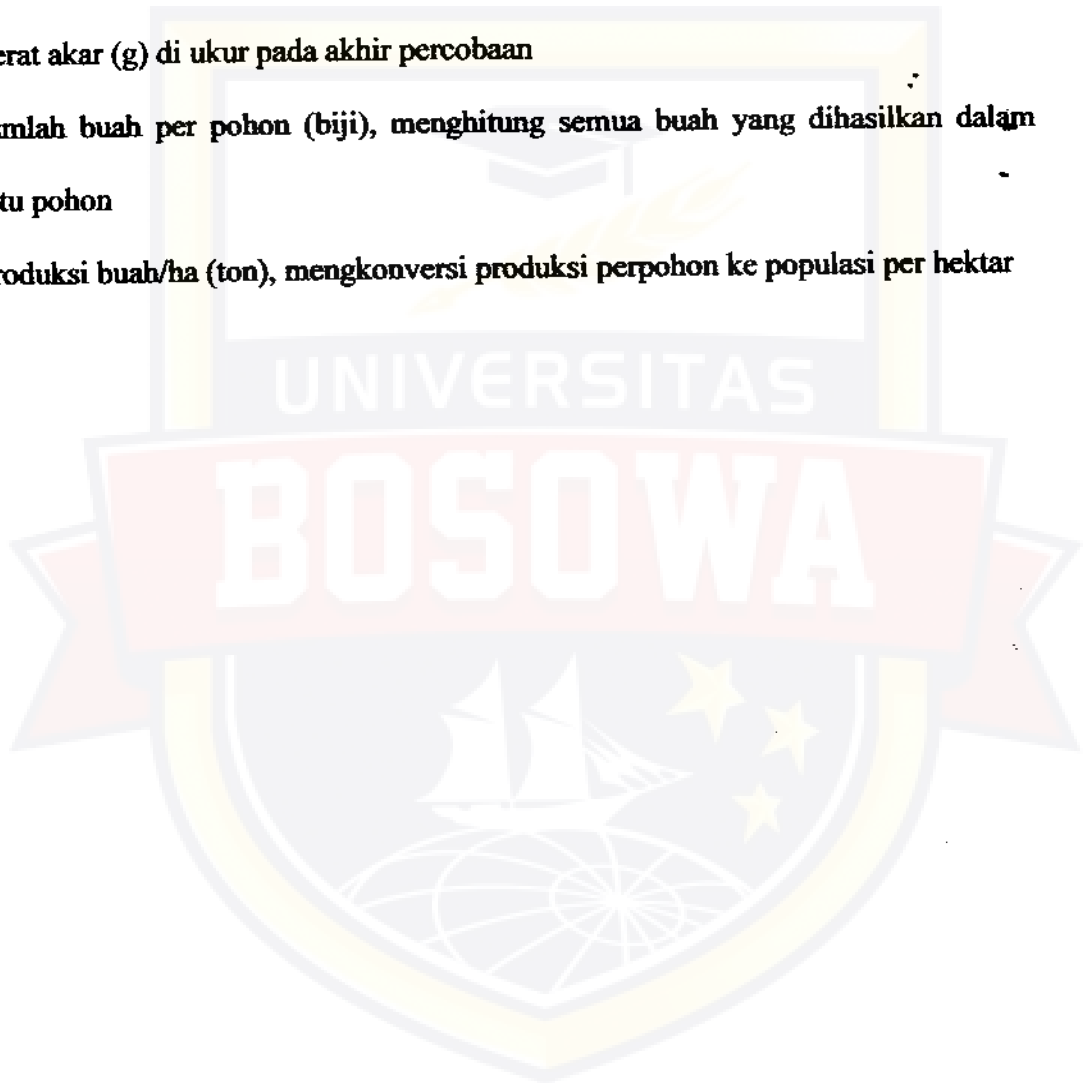 erat akar (g) di ukur pada akhir percobaan
mlah buah per pohon (biji), menghitung semua buah yang dihasilkan dalam
tu pohon
roduksi buah/ha (ton), mengkonversi produksi perpohon ke populasi per hektar
UNIVERSITAS
BOSOWA